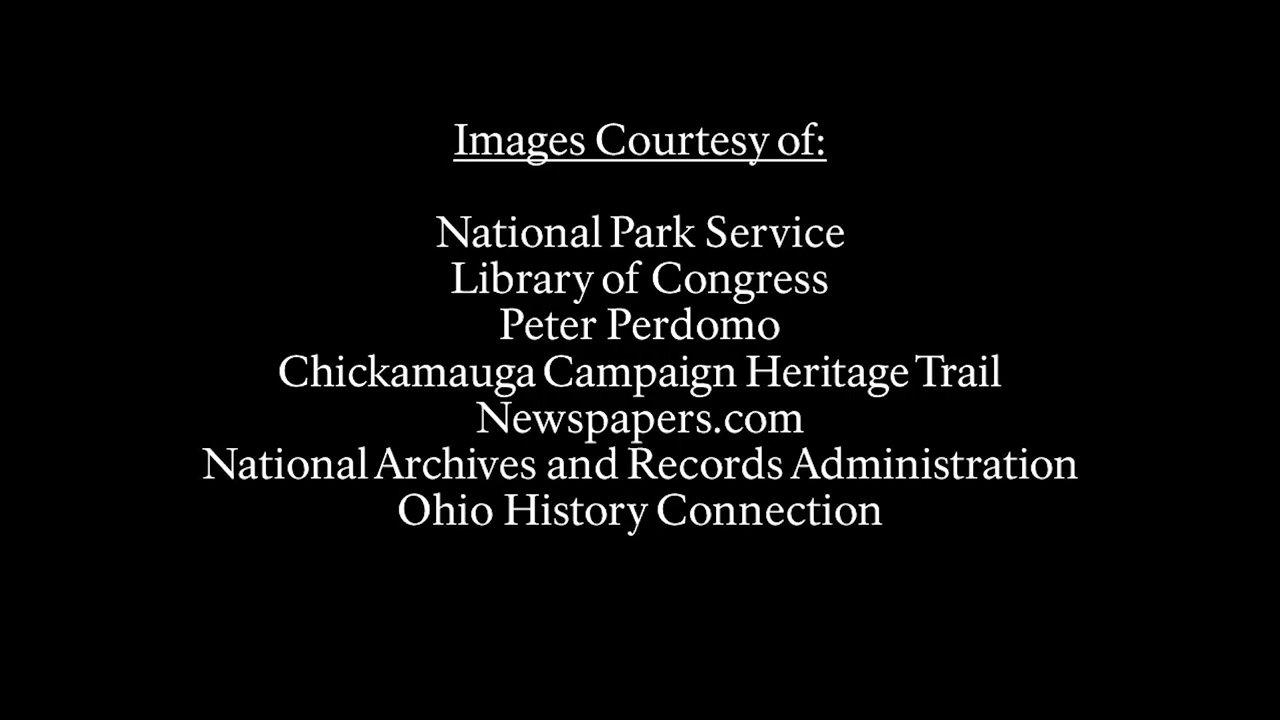 Images Courtesy of:
National Park Service
Library of Congress
Peter Perdomo
Chickamauga Campaign Heritage Trail
Newspapers.com
National Archives and Records Administration
Ohio History Connection